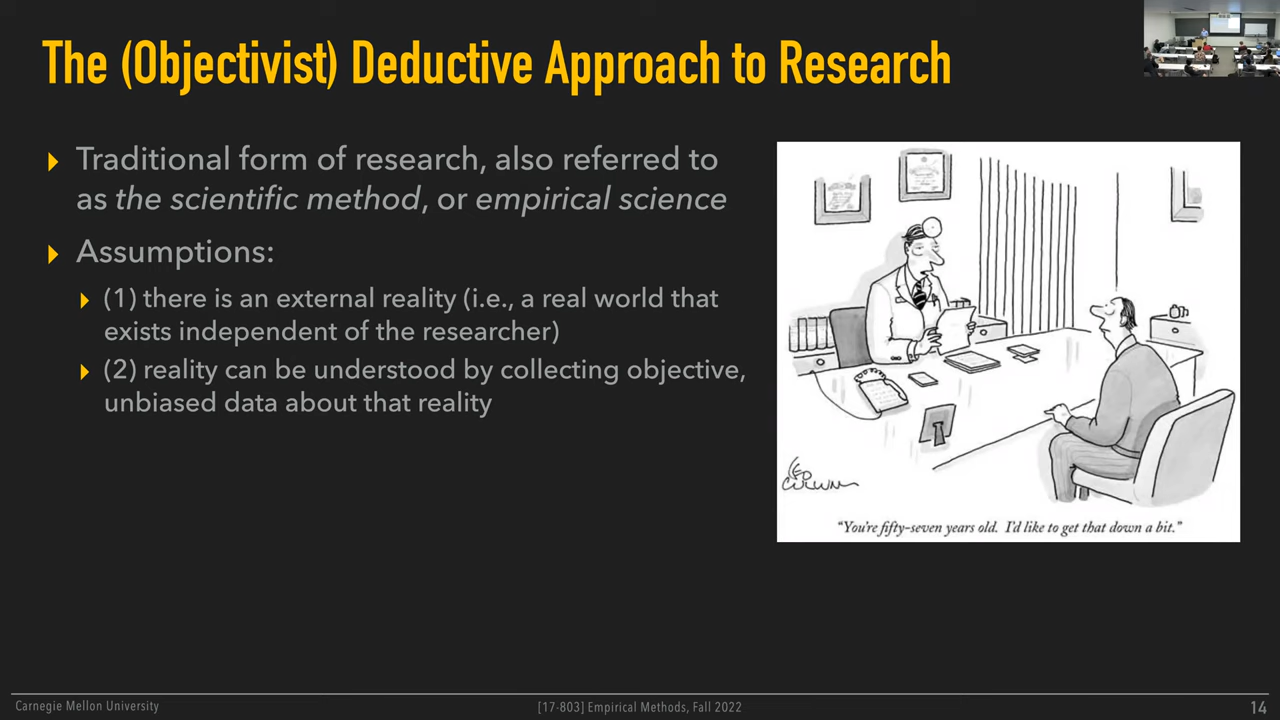 The (Objectivist) Deductive Approach to Research
Traditional form of research, also referred to
as the scientific method, or empirical science
Assumptions:
(1) there is an external reality (i.e., a real world that
exists independent of the researcher)
(2) reality can be understood by collecting objective,
unbiased data about that reality
LEO
CULLUM
"You're fifty-seven years old. I'd like to get that down a bit."
Carnegie Mellon University
[17-803] Empirical Methods, Fall 2022
14